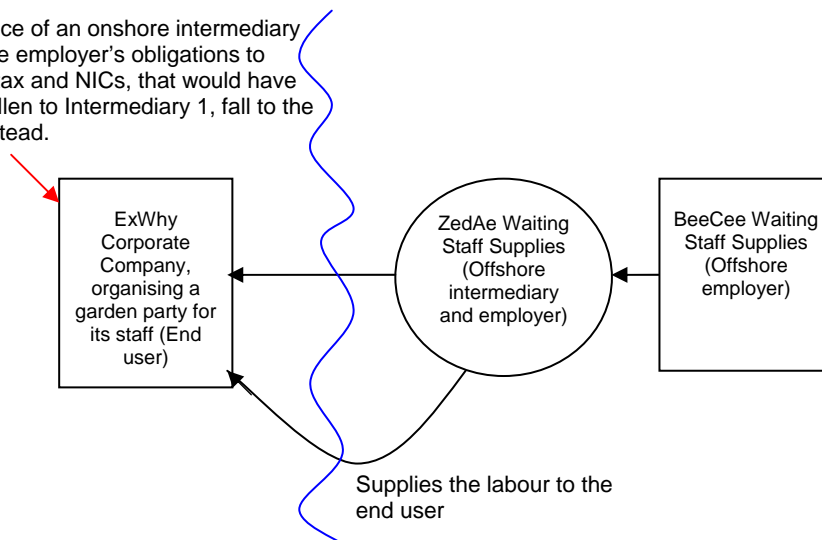 ce of an onshore intermediary
e employer’s obligations to
ax and NICs, that would have
llen to Intermediary 1, fall to the
tead.
ExWhy
Corporate
Company,
organising a
garden party for
its staff (End
user)
ZedAe Waiting
Staff Supplies
(Offshore
intermediary
and employer)
BeeCee Waiting
Staff Supplies
(Offshore
employer)
Supplies the labour to the
end user